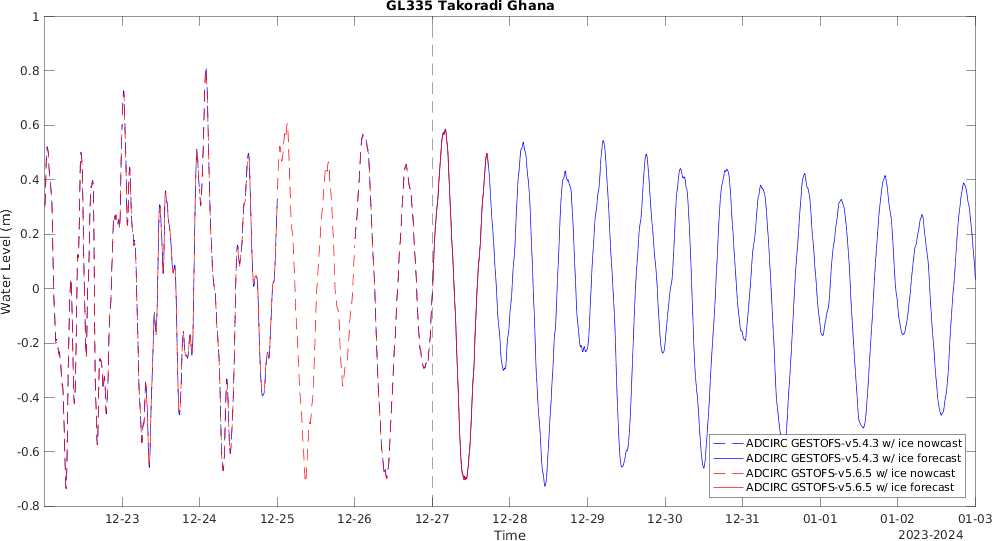 GL335 Takoradi Ghana
1
0.8
0.6
0.4
0.2
0
-0.2
-0.4
-0.6
-0.8
Water Level (m)
12-23 12-24 12-25 12-26 12-27 12-28 12-29 12-30 12-31 01-01 01-02 01-03
Time
2023-2024
ADCIRC GESTOFS-v5.4.3 w/ ice nowcast
ADCIRC GESTOFS-v5.4.3 w/ ice forecast
ADCIRC GSTOFS-v5.6.5 w/ ice nowcast
ADCIRC GSTOFS-v5.6.5 w/ ice forecast